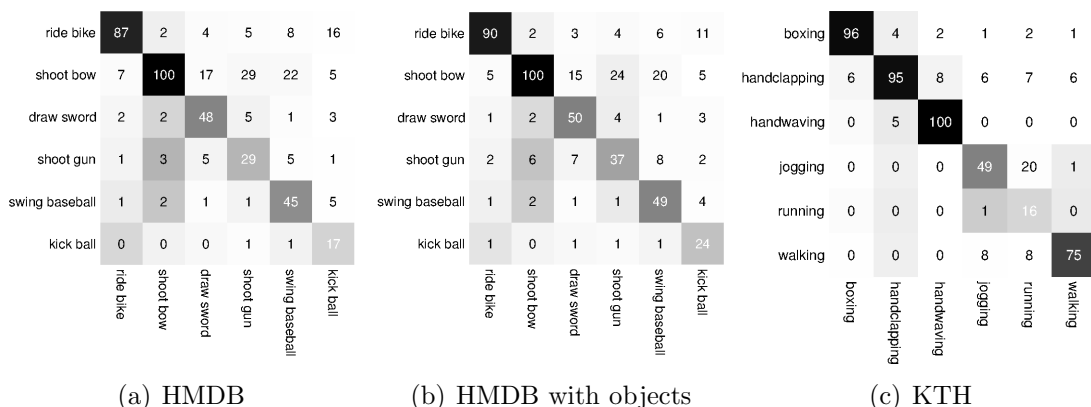 ride bike 87 2 4 5 8 16
shoot bow 7 100 17 29 22 5
draw sword 2 2 48 5 1 3
shoot gun 1 3 5 29 5 1
swing baseball 1 2 1 1 45 5
kick ball 0 0 0 1 1 17
ride bike shoot bow draw sword shoot gun swing baseball kick ball
(a) HMDB
ride bike 90 2 3 4 6 11
shoot bow 5 100 15 24 20 5
draw sword 1 2 50 4 1 3
shoot gun 2 6 7 37 8 2
swing baseball 1 2 1 1 49 4
kick ball 1 0 1 1 1 24
ride bike shoot bow draw sword shoot gun swing baseball kick ball
(b) HMDB with objects
boxing 96 4 2 1 2 1
handclapping 6 95 8 6 7 6
handwaving 0 5 100 0 0 0
jogging 0 0 0 49 20 1
running 0 0 0 1 16 0
walking 0 0 0 8 8 75
boxing handclapping handwaving jogging running walking
(c) KTH